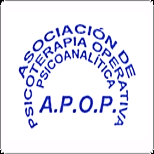 ASOCIACIÓN DE
PSICOTERAPIA OPERATIVA
PSICOANALÍTICA
A.P.O.P.